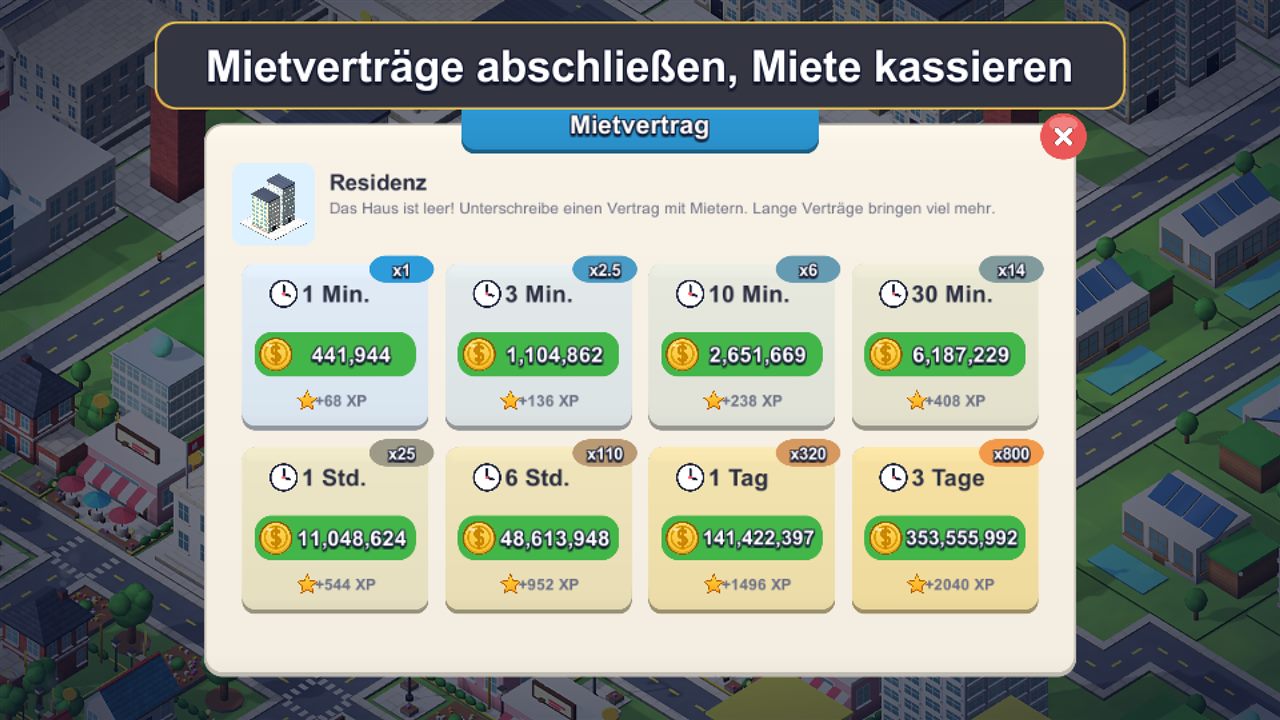 Mietverträge abschließen, Miete kassieren
Mietvertrag
Residenz
Das Haus ist leer! Unterschreibe einen Vertrag mit Mietern. Lange Verträge bringen viel mehr.
x1
1 Min.
441,944
+68 XP
x2.5
3 Min.
1,104,862
+136 XP
x6
10 Min.
2,651,669
+238 XP
x14
30 Min.
6,187,229
+408 XP
x25
1 Std.
11,048,624
+544 XP
x110
6 Std.
48,613,948
+952 XP
x320
1 Tag
141,422,397
+1496 XP
x800
3 Tage
353,555,992
+2040 XP